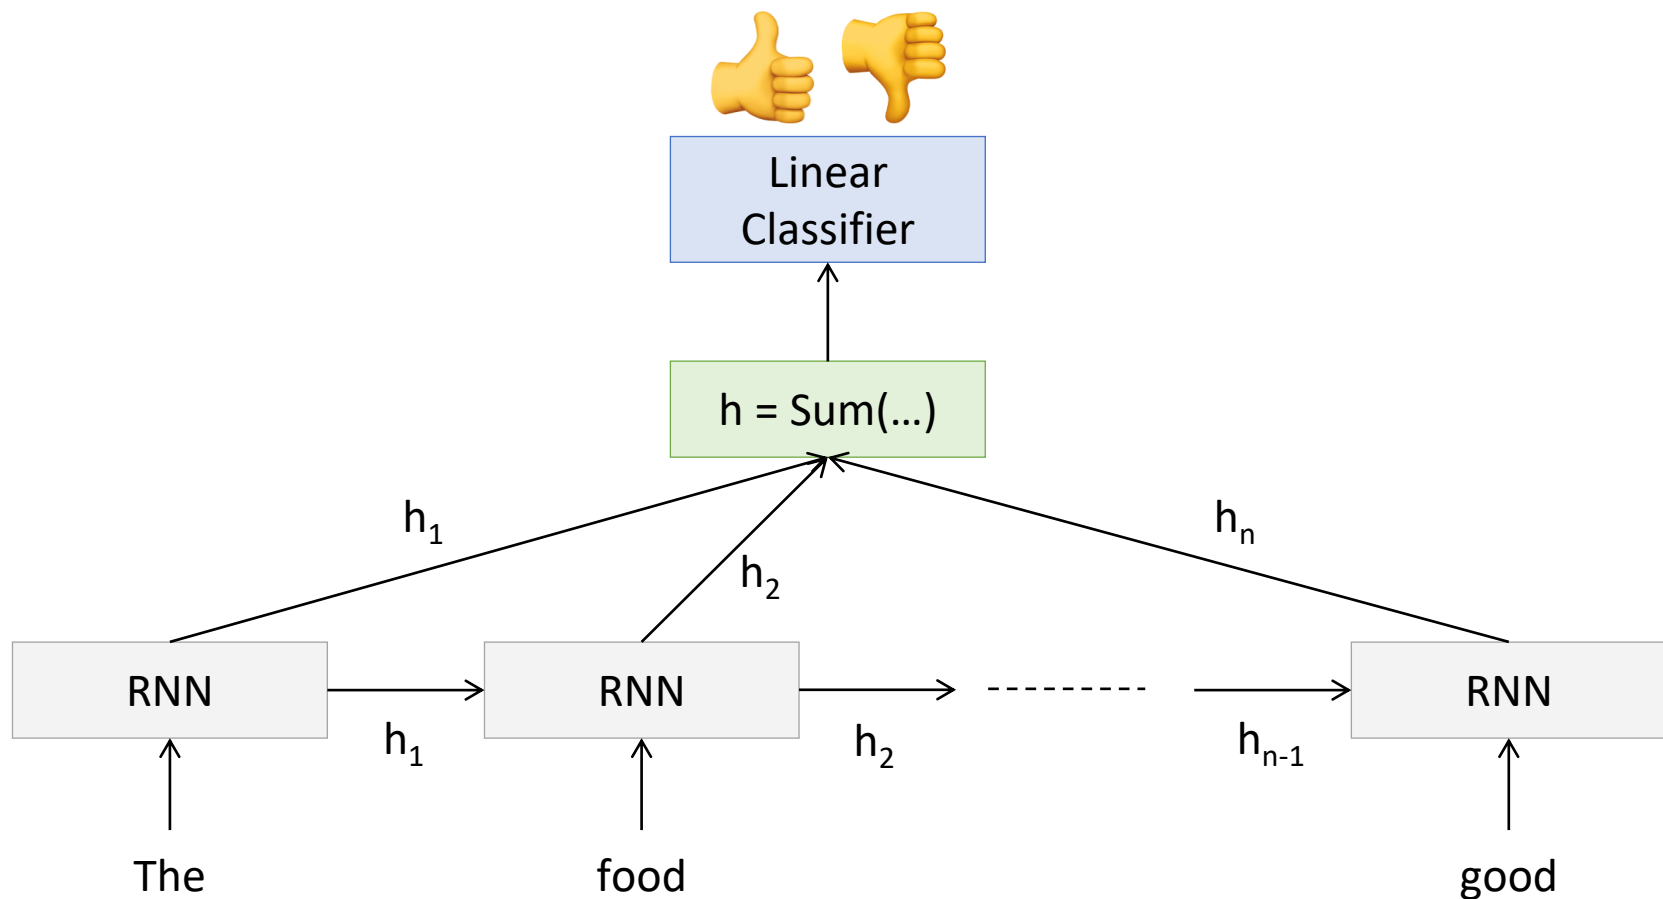 Linear
Classifier
h = Sum(...)
h₁
h₂
hₙ
RNN
RNN
RNN
h₁
h₂
hₙ₋₁
The
food
good